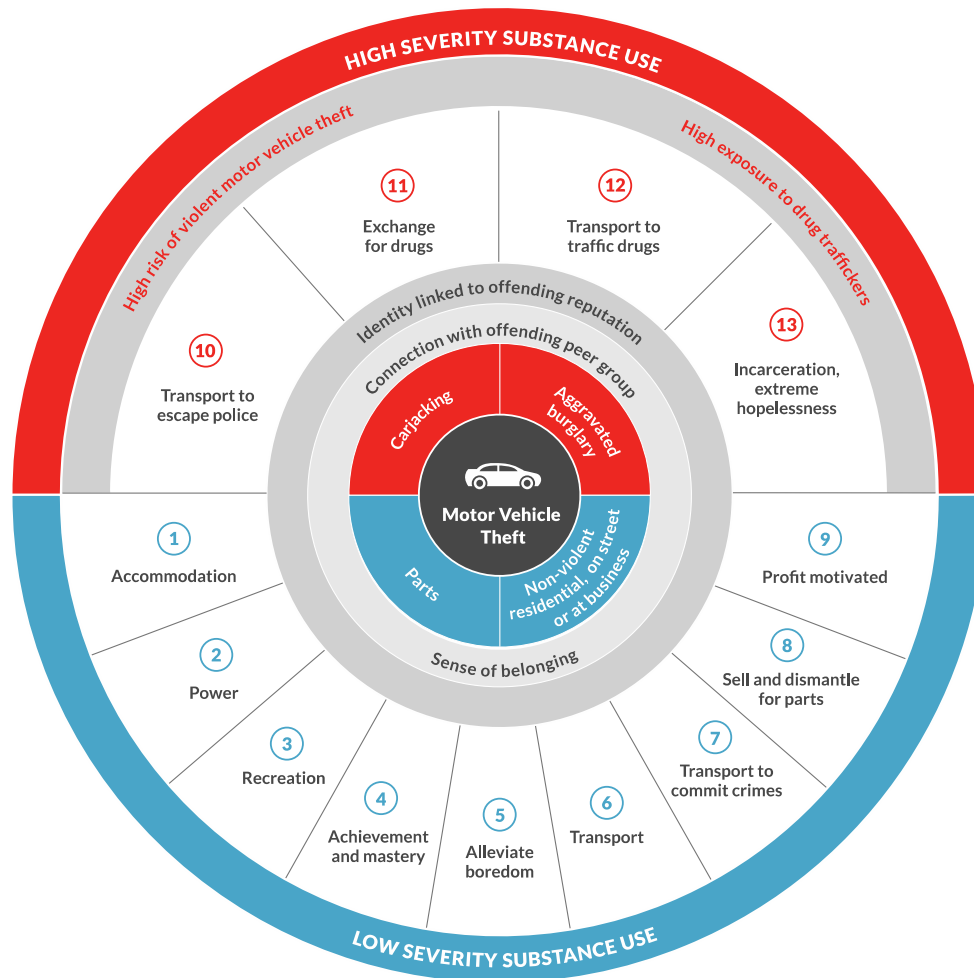 HIGH SEVERITY SUBSTANCE USE
High risk of violent motor vehicle theft
High exposure to drug traffickers
11
Exchange
for drugs
12
Transport to
traffic drugs
10
Transport to
escape police
13
Incarceration,
extreme
hopelessness
Identity linked to offending reputation
Connection with offending peer group
Carjacking
Aggravated
burglary
Motor Vehicle
Theft
Parts
Non-violent
residential, on street
or at business
Sense of belonging
1
Accommodation
2
Power
3
Recreation
4
Achievement
and mastery
5
Alleviate
boredom
6
Transport
7
Transport to
commit crimes
8
Sell and dismantle
for parts
9
Profit motivated
LOW SEVERITY SUBSTANCE USE